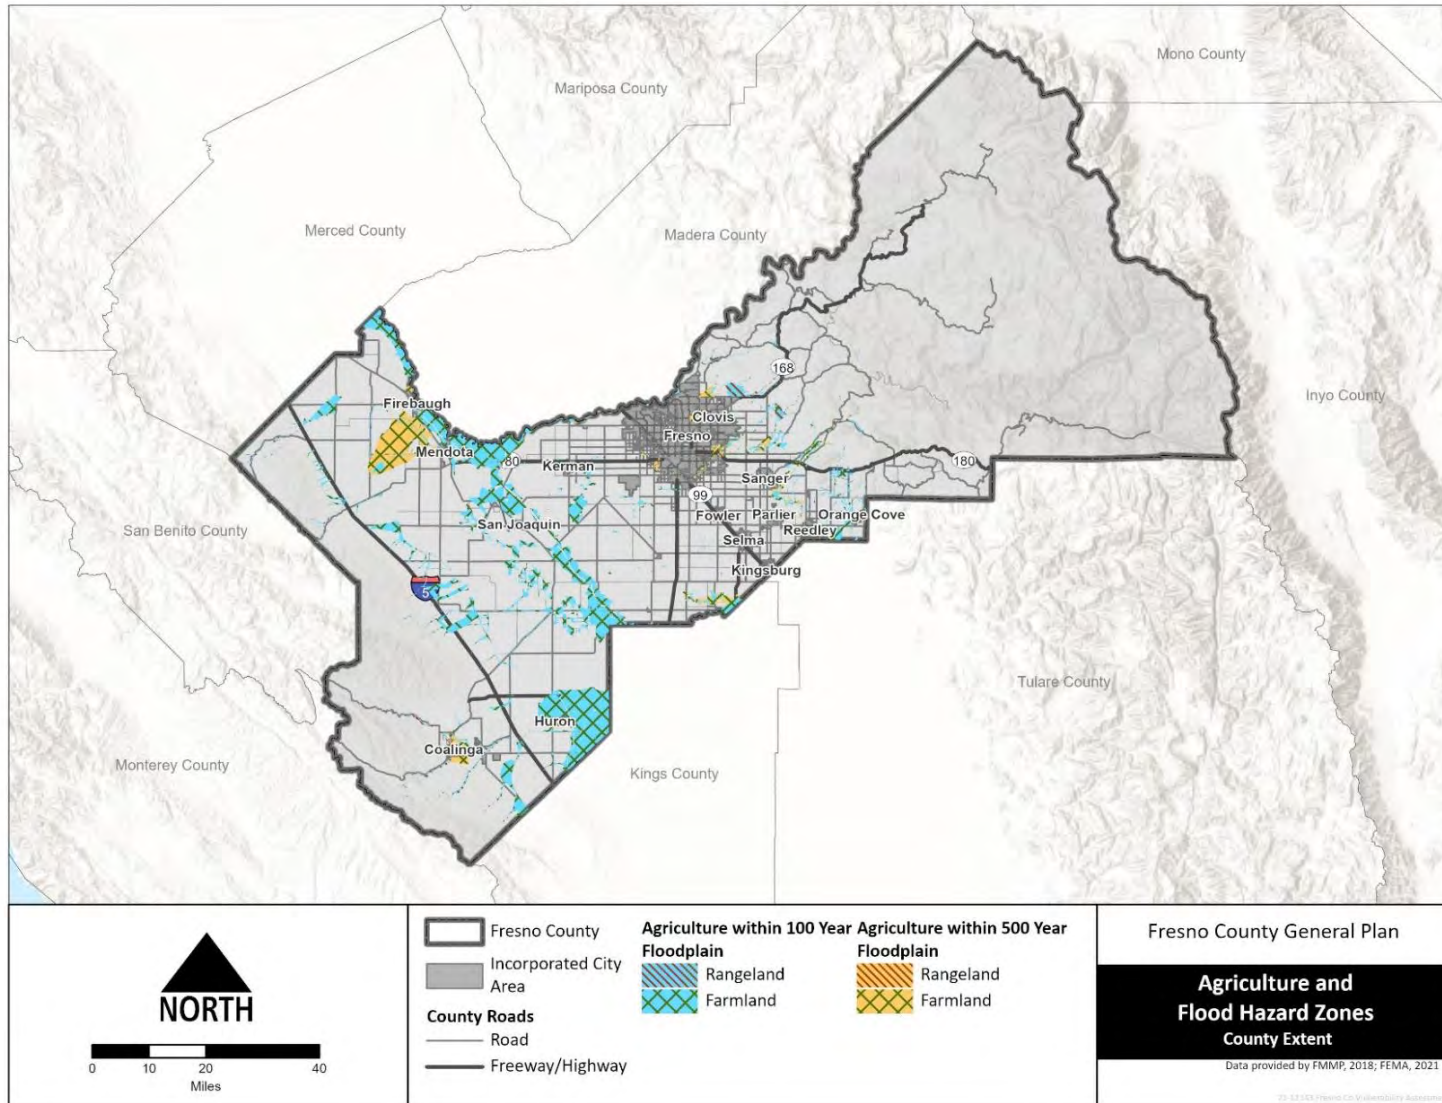 Mono County
Mariposa County
Merced County
Madera County
Inyo County
168
Firebaugh
Clovis
Fresno
Mendota
80
Kerman
180
Sanger
99
San Benito County
San Joaquin
Fowler
Parlier
Orange Cove
Reedley
Selma
Kingsburg
5
Tulare County
Huron
Coalinga
Monterey County
Kings County
NORTH
0 10 20 40
Miles
Fresno County
Incorporated City
Area
County Roads
Road
Freeway/Highway
Agriculture within 100 Year
Floodplain
Rangeland
Farmland
Agriculture within 500 Year
Floodplain
Rangeland
Farmland
Fresno County General Plan
Agriculture and
Flood Hazard Zones
County Extent
Data provided by FMMP, 2018; FEMA, 2021